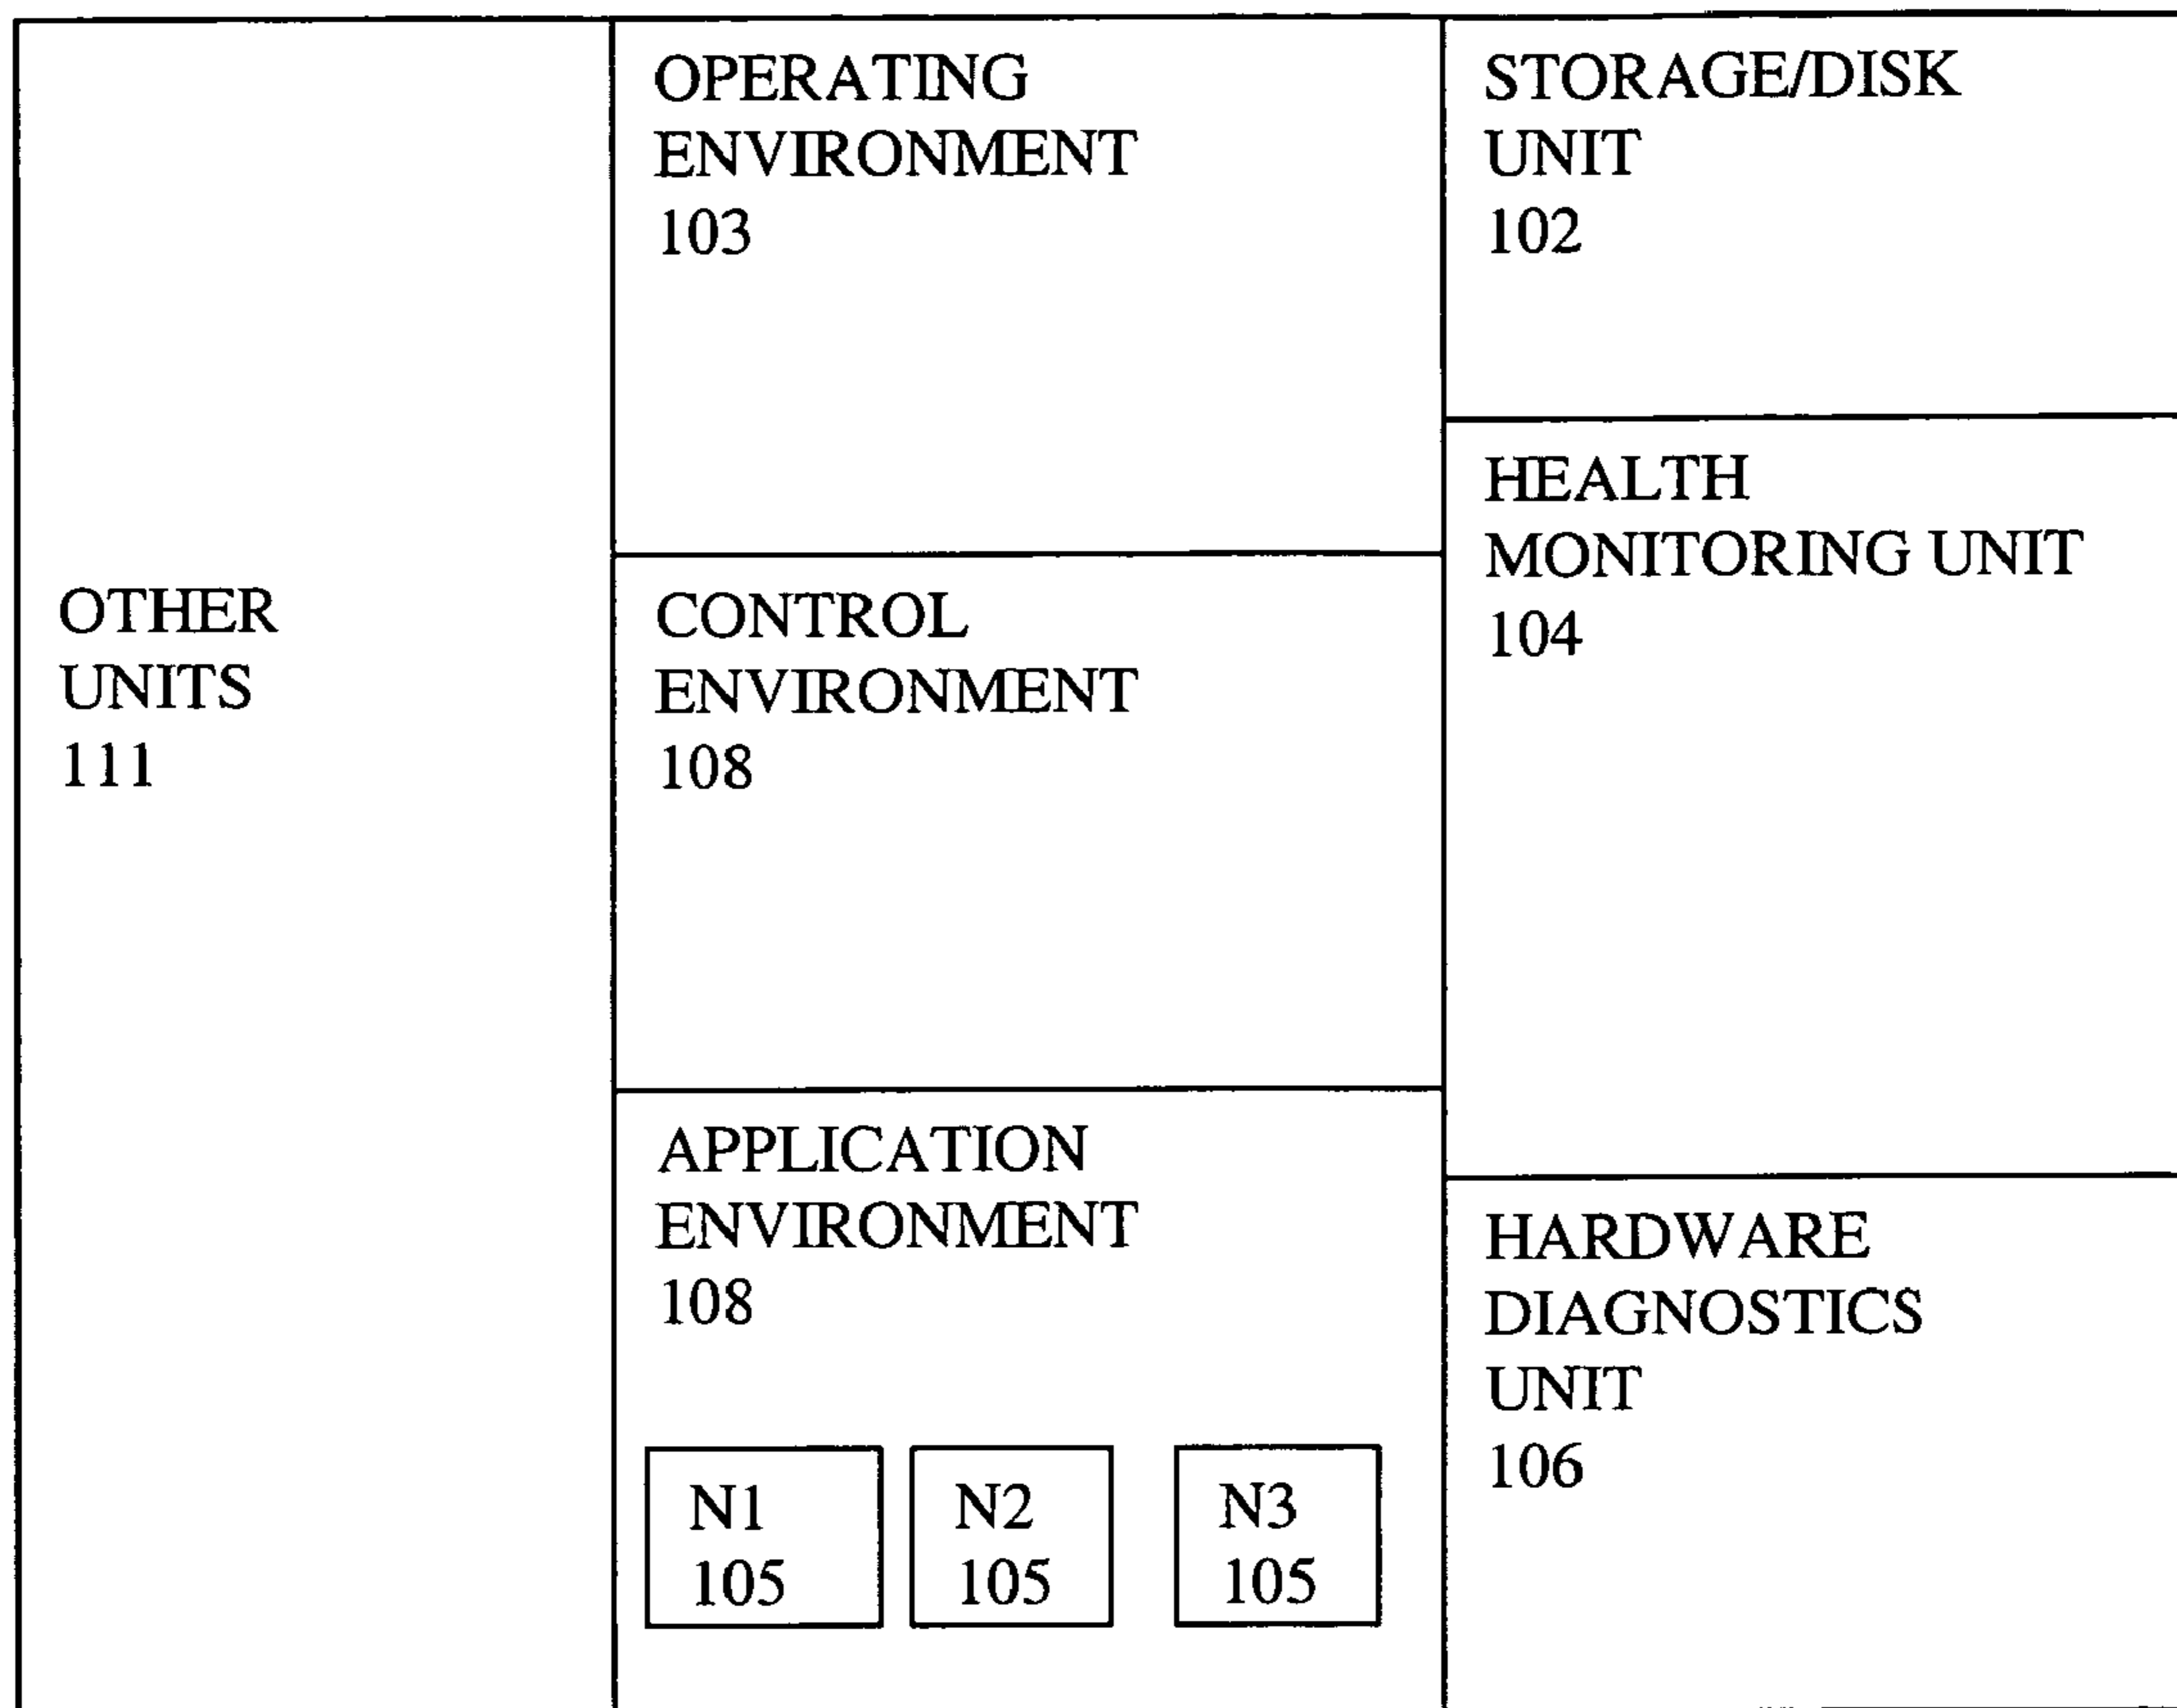 OTHER
UNITS
111
OPERATING
ENVIRONMENT
103
CONTROL
ENVIRONMENT
108
APPLICATION
ENVIRONMENT
108
N1
105
N2
105
N3
105
STORAGE/DISK
UNIT
102
HEALTH
MONITORING UNIT
104
HARDWARE
DIAGNOSTICS
UNIT
106